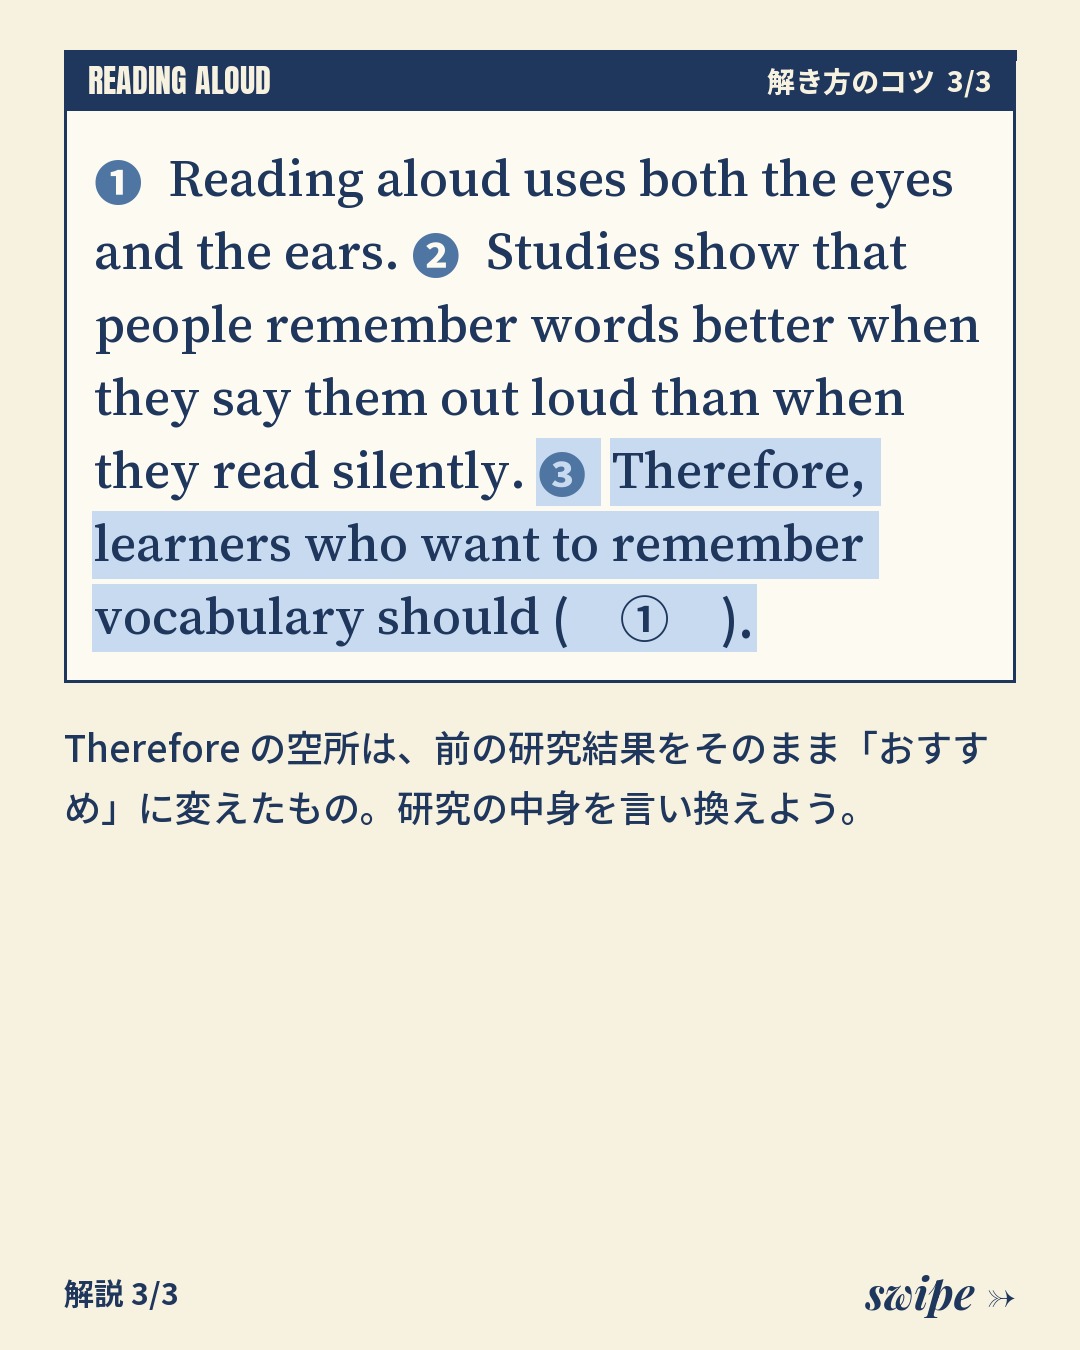 READING ALOUD
解き方のコツ 3/3
❶ Reading aloud uses both the eyes
and the ears. ❷ Studies show that
people remember words better when
they say them out loud than when
they read silently. ❸ Therefore,
learners who want to remember
vocabulary should ( ① ).
Therefore の空所は、前の研究結果をそのまま「おすす
め」に変えたもの。研究の中身を言い換えよう。
解説 3/3
swipe